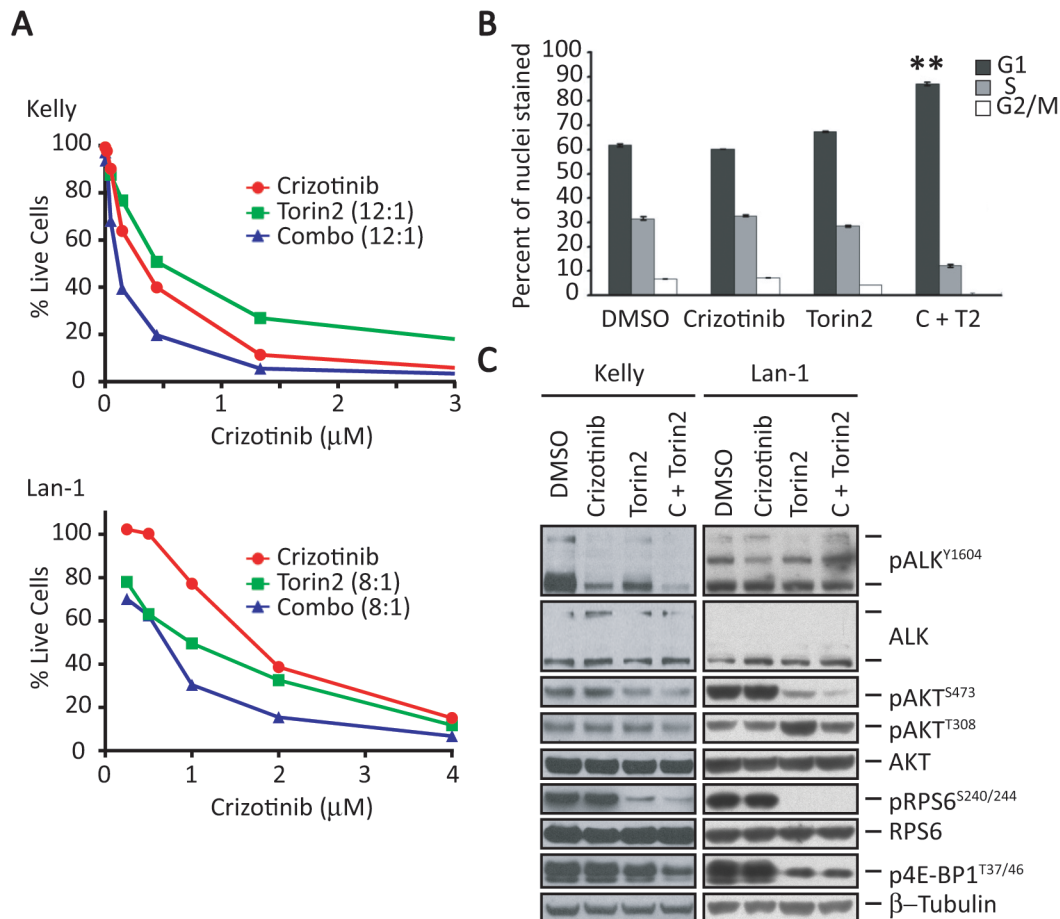 A
Kelly
100
80
60
40
20
0
% Live Cells
Crizotinib
Torin2 (12:1)
Combo (12:1)
0 1 2 3
Crizotinib (μM)
Lan-1
100
80
60
40
20
0
% Live Cells
Crizotinib
Torin2 (8:1)
Combo (8:1)
0 1 2 3 4
Crizotinib (μM)
B
100
90
80
70
60
50
40
30
20
10
0
Percent of nuclei stained
**
G1
S
G2/M
DMSO Crizotinib Torin2 C + T2
C
Kelly Lan-1
DMSO Crizotinib Torin2 C + Torin2 DMSO Crizotinib Torin2 C + Torin2
pALK^Y1604
ALK
pAKT^S473
pAKT^T308
AKT
pRPS6^S240/244
RPS6
p4E-BP1^T37/46
β–Tubulin